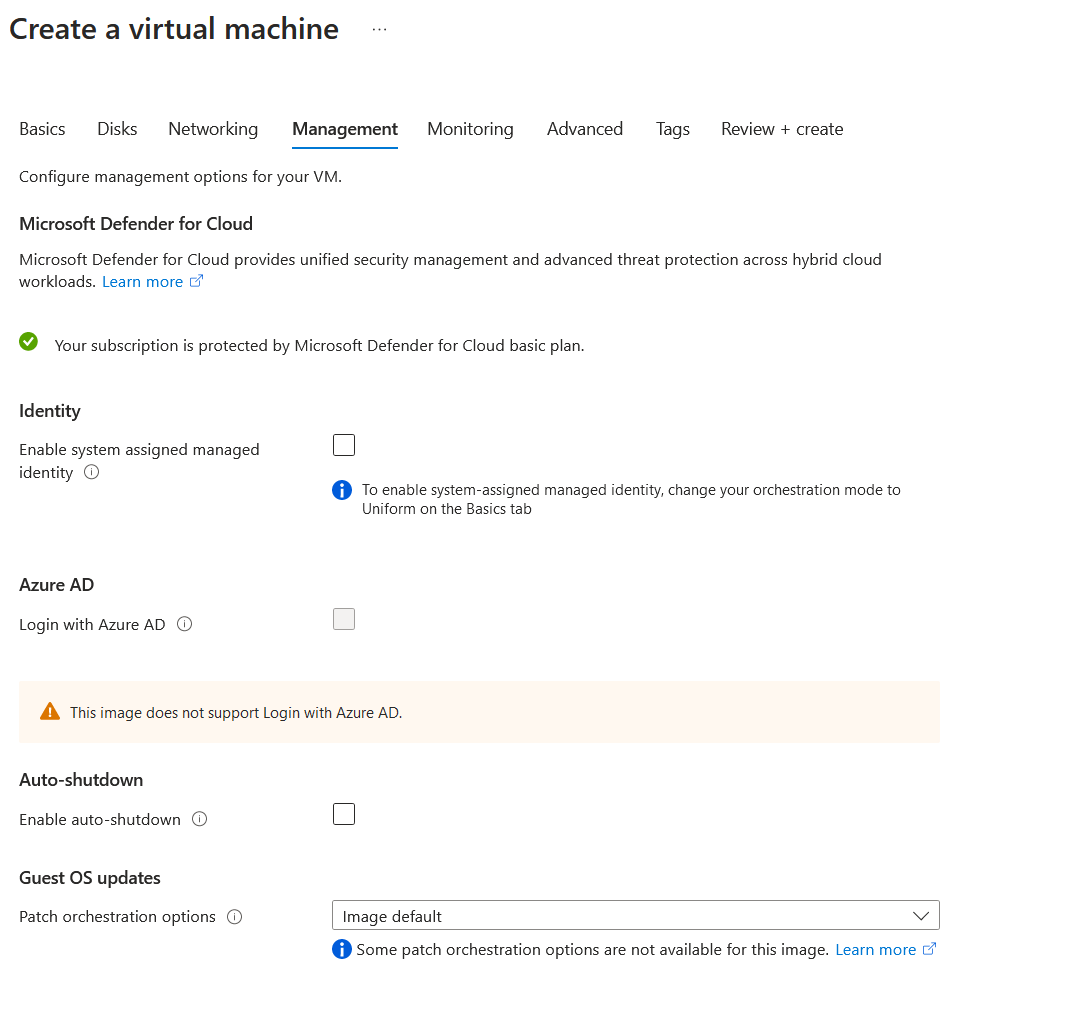 Create a virtual machine ...
Basics Disks Networking Management Monitoring Advanced Tags Review + create
Configure management options for your VM.
Microsoft Defender for Cloud
Microsoft Defender for Cloud provides unified security management and advanced threat protection across hybrid cloud
workloads. Learn more
Your subscription is protected by Microsoft Defender for Cloud basic plan.
Identity
Enable system assigned managed
identity
To enable system-assigned managed identity, change your orchestration mode to
Uniform on the Basics tab
Azure AD
Login with Azure AD
This image does not support Login with Azure AD.
Auto-shutdown
Enable auto-shutdown
Guest OS updates
Patch orchestration options
Image default
Some patch orchestration options are not available for this image. Learn more